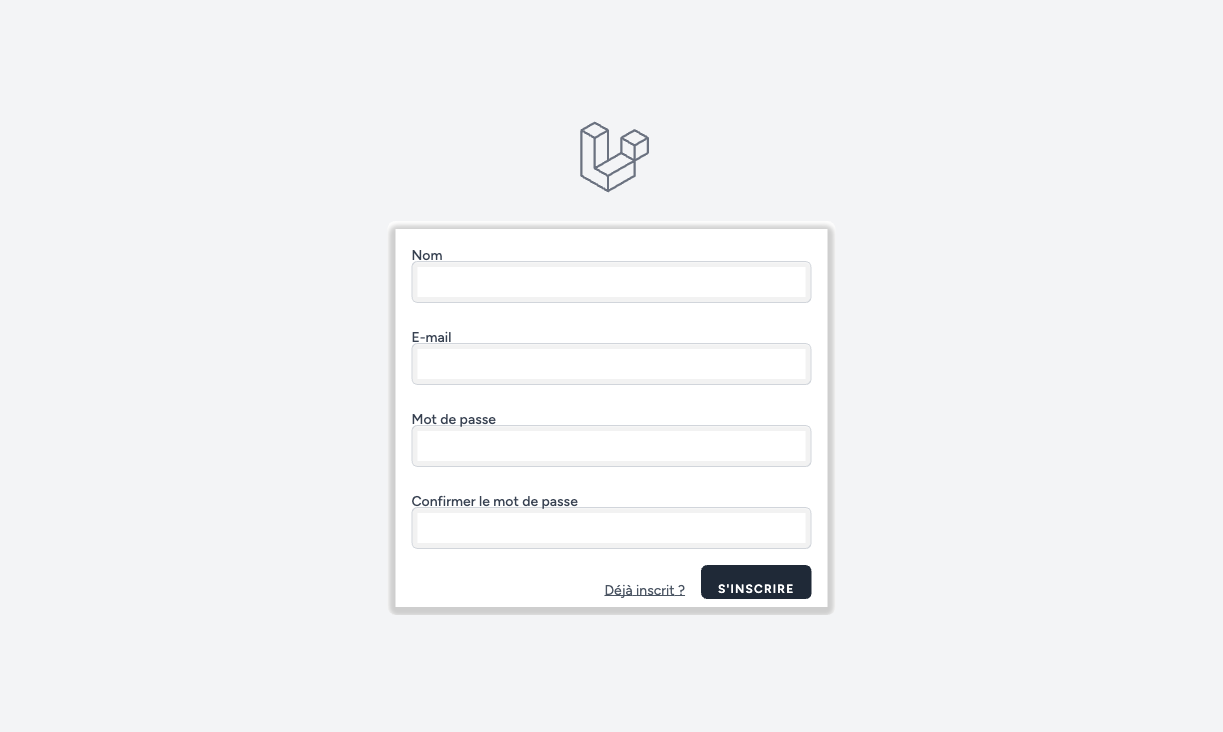 Nom
E-mail
Mot de passe
Confirmer le mot de passe
Déjà inscrit ?
S'INSCRIRE